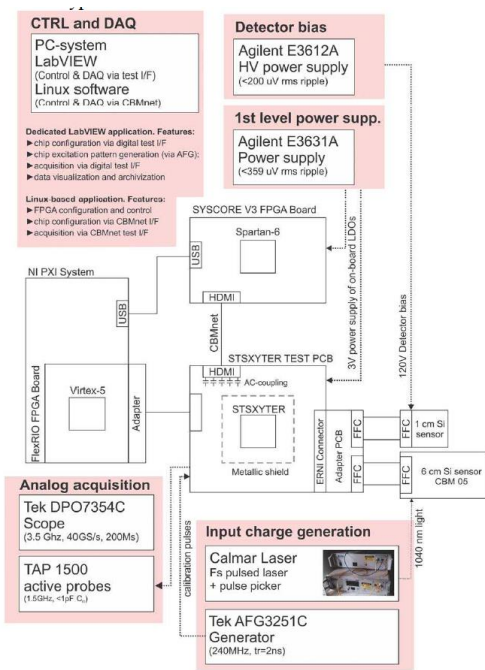 CTRL and DAQ
PC-system
LabVIEW
(Control & DAQ via test I/F)
Linux software
(Control & DAQ via CBMnet)
Dedicated LabVIEW application. Features:
►chip configuration via digital test I/F
►chip excitation pattern generation (via AFG);
►acquisition via digital test I/F
►data visualization and archivization
Linux-based application. Features:
►FPGA configuration and control
►chip configuration via CBMnet I/F
►acquisition via CBMnet test I/F
Detector bias
Agilent E3612A
HV power supply
(<200 uV rms ripple)
1st level power supp.
Agilent E3631A
Power supply
(<359 uV rms ripple)
SYSCORE V3 FPGA Board
Spartan-6
USB
HDMI
NI PXI System
USB
CBMnet
3V power supply of on-board LDOs
120V Detector bias
FlexRIO FPGA Board
Virtex-5
Adapter
STSXYTER TEST PCB
HDMI
AC-coupling
STSXYTER
Metallic shield
ERNI Connector
Adapter PCB
FFC
FFC
1 cm Si
sensor
FFC
FFC
6 cm Si sensor
CBM 05
Analog acquisition
Tek DPO7354C
Scope
(3.5 Ghz, 40GS/s, 200Ms)
TAP 1500
active probes
(1.5GHz, <1pF Cin)
calibration pulses
1040 nm light
Input charge generation
Calmar Laser
Fs pulsed laser
+ pulse picker
Tek AFG3251C
Generator
(240MHz, tr=2ns)